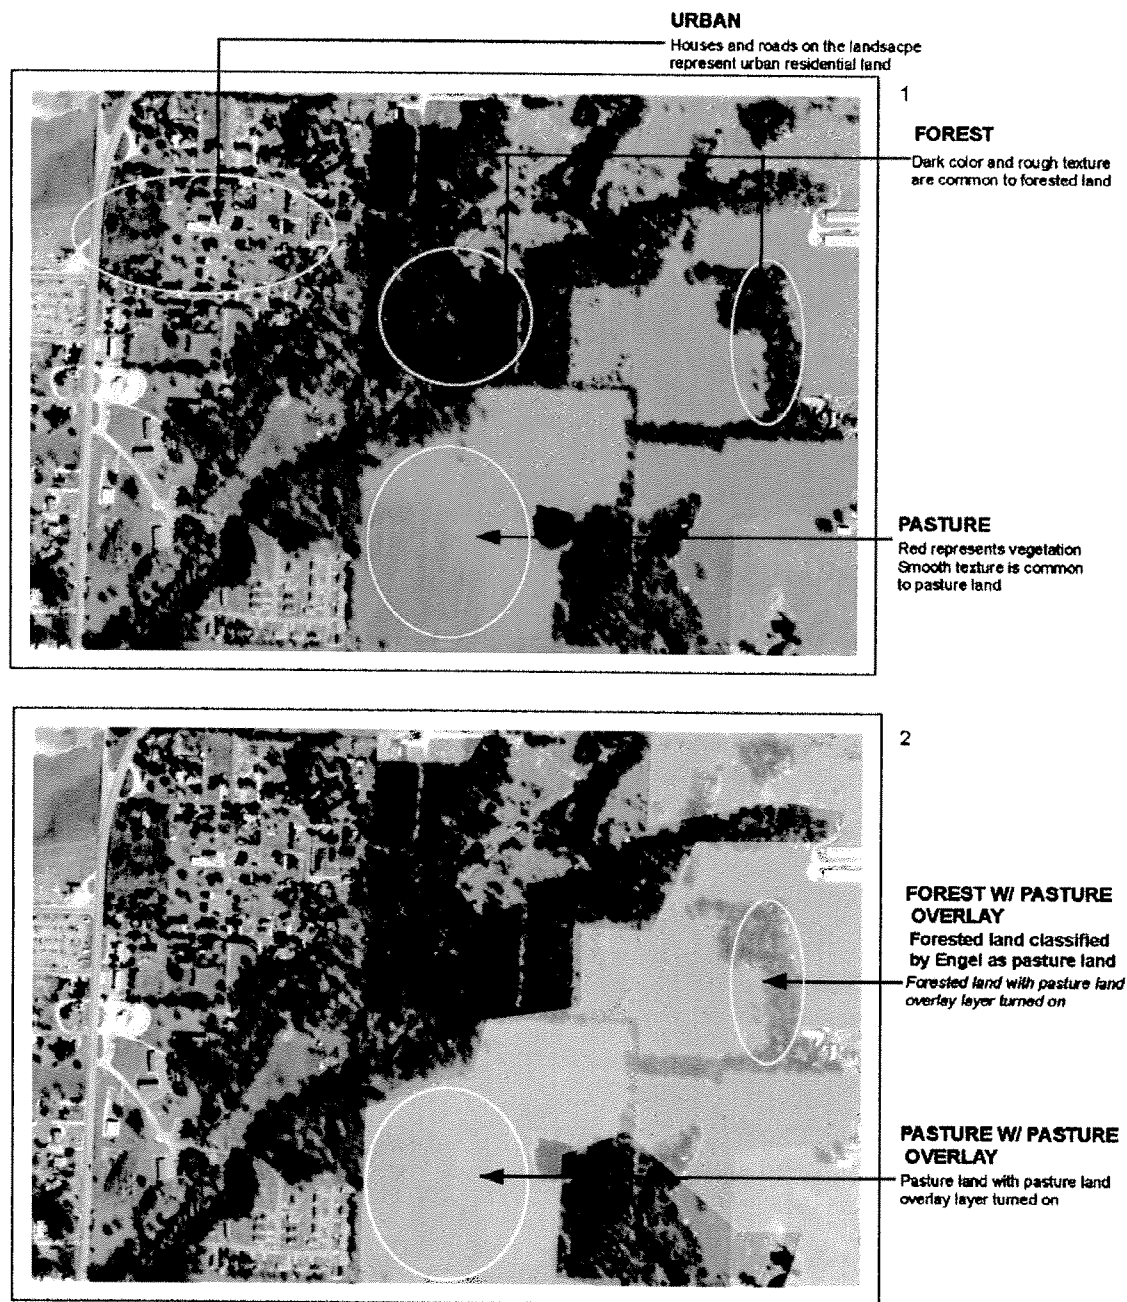 URBAN
Houses and roads on the landsacpe
represent urban residential land
1
FOREST
Dark color and rough texture
are common to forested land
PASTURE
Red represents vegetation
Smooth texture is common
to pasture land
2
FOREST W/ PASTURE
OVERLAY
Forested land classified
by Engel as pasture land
Forested land with pasture land
overlay layer turned on
PASTURE W/ PASTURE
OVERLAY
Pasture land with pasture land
overlay layer turned on